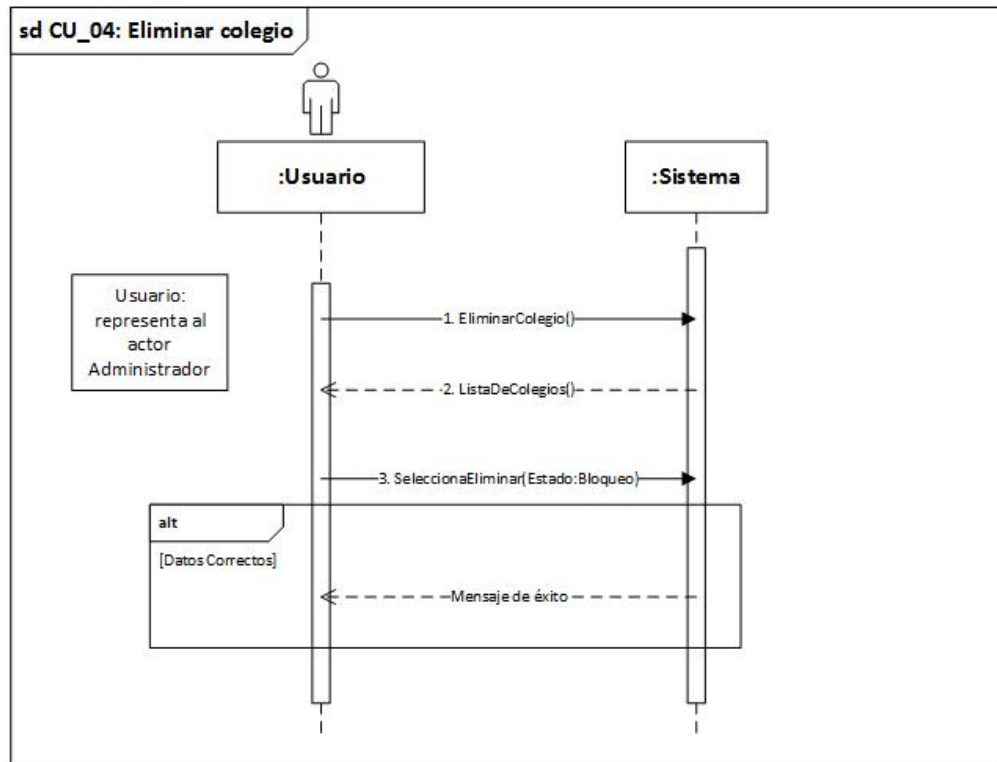 sd CU_04: Eliminar colegio
:Usuario
:Sistema
Usuario:
representa al
actor
Administrador
1. EliminarColegio()
2. ListaDeColegios()
3. SeleccionaEliminar(Estado:Bloqueo)
alt
[Datos Correctos]
Mensaje de éxito